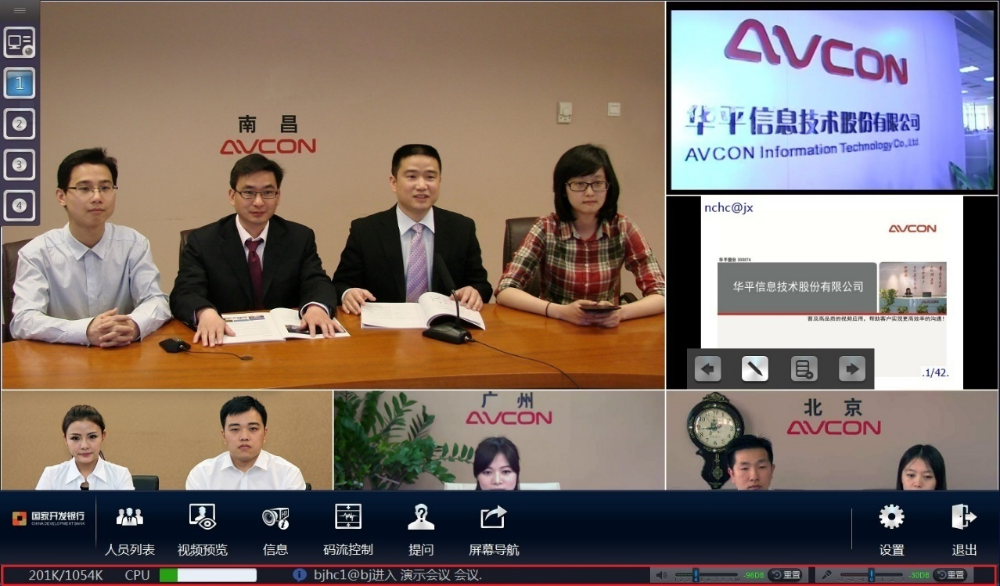 1
2
3
4
南 昌
AVCON
AVCON
华平信息技术股份有限公司
AVCON Information Technology Co.,Ltd
nchc@jx
AVCON
华平股份 300074
华平信息技术股份有限公司
AVCON
普及高品质的视频应用，帮助客户实现更高效率的沟通！
.1/42.
广 州
AVCON
北 京
AVCON
国家开发银行
CHINA DEVELOPMENT BANK
人员列表 视频预览 信息 码流控制 提问 屏幕导航 设置 退出
201K/1054K CPU bjhc1@bj进入 演示会议 会议. -96DB 重置 -30DB 重置